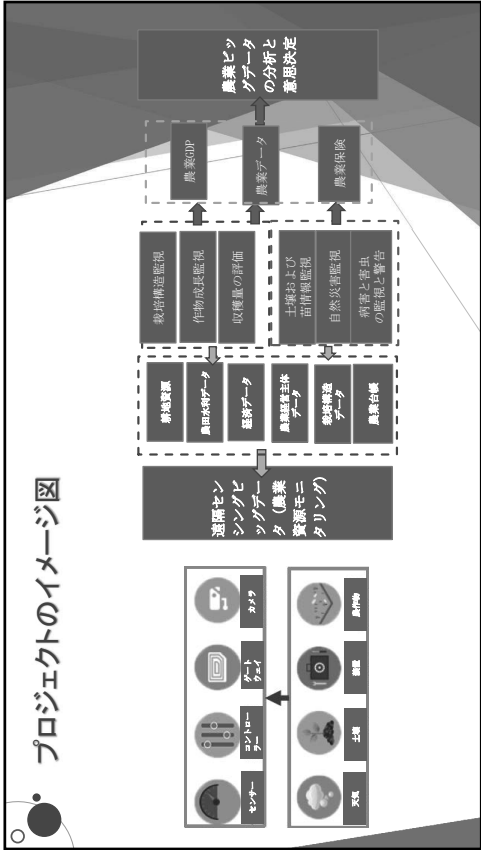 プロジェクトのイメージ図
センサー
コントロー
ラー
ゲート
ウェイ
カメラ
天気
土壌
装置
農作物
遠隔セン
シングビ
ッグデー
タ（農業
資源モニ
タリング）
耕地資源
農田水利データ
経済データ
農業経営主体
データ
栽培構造
データ
農業台帳
栽培構造監視
作物成長監視
収穫量の評価
土壌および
苗情報監視
自然災害監視
病害と害虫
の監視と警告
農業GDP
農業データ
農業保険
農業ビッ
グデータ
の分析と
意思決定